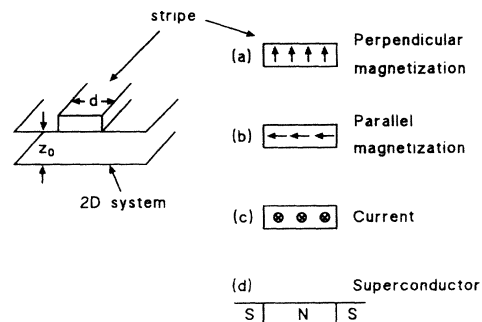 stripe
d
z₀
2D system
(a) Perpendicular
magnetization
(b) Parallel
magnetization
(c) Current
(d) Superconductor
S N S